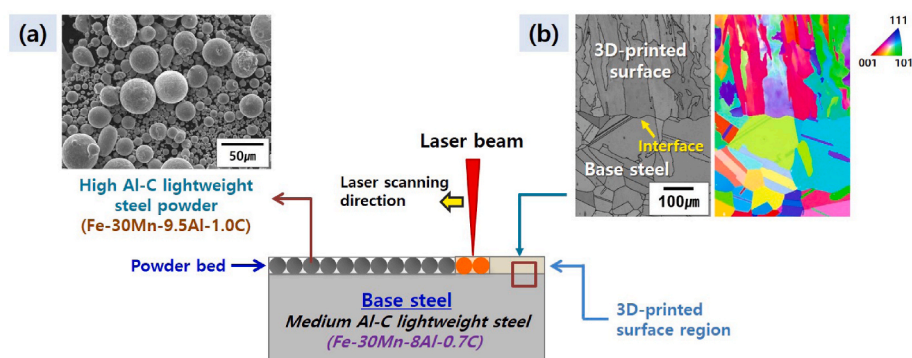 (a)
50μm
High Al-C lightweight
steel powder
(Fe-30Mn-9.5Al-1.0C)
Laser beam
Laser scanning
direction
(b)
3D-printed
surface
Interface
Base steel
100μm
111
001 101
Powder bed
Base steel
Medium Al-C lightweight steel
(Fe-30Mn-8Al-0.7C)
3D-printed
surface region